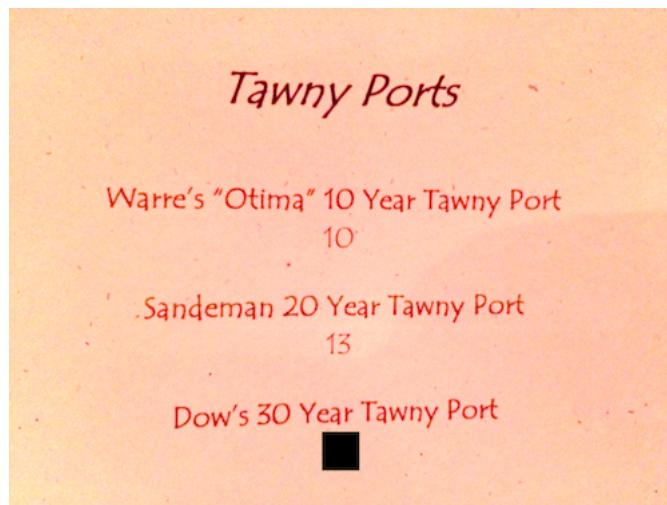 Tawny Ports
Warre's "Otima" 10 Year Tawny Port
10
Sandeman 20 Year Tawny Port
13
Dow's 30 Year Tawny Port